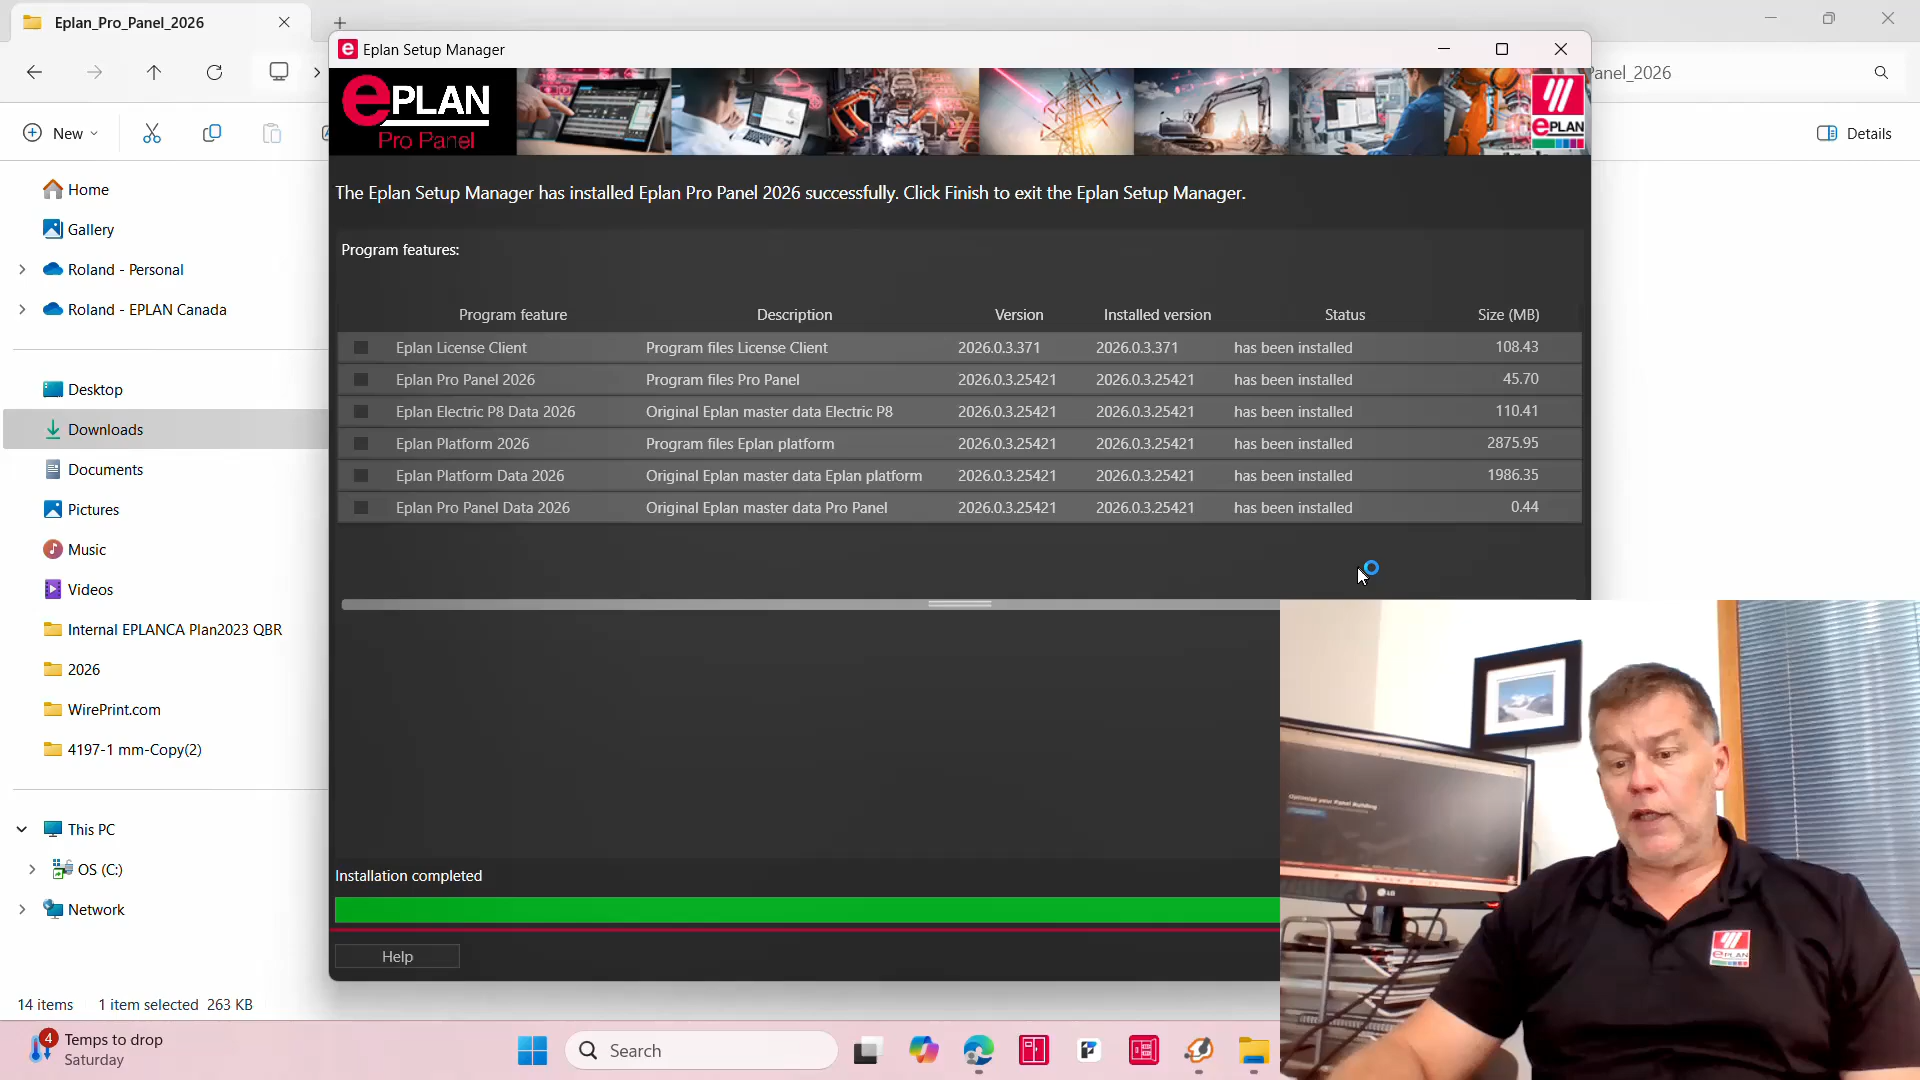 Eplan_Pro_Panel_2026
Eplan Setup Manager
Panel_2026
New
Details
ePLAN
Pro Panel
ePLAN
Home
Gallery
Roland - Personal
Roland - EPLAN Canada
Desktop
Downloads
Documents
Pictures
Music
Videos
Internal EPLANCA Plan2023 QBR
2026
WirePrint.com
4197-1 mm-Copy(2)
This PC
OS (C:)
Network
14 items 1 item selected 263 KB
The Eplan Setup Manager has installed Eplan Pro Panel 2026 successfully. Click Finish to exit the Eplan Setup Manager.
Program features:
Program feature Description Version Installed version Status Size (MB)
Eplan License Client Program files License Client 2026.0.3.371 2026.0.3.371 has been installed 108.43
Eplan Pro Panel 2026 Program files Pro Panel 2026.0.3.25421 2026.0.3.25421 has been installed 45.70
Eplan Electric P8 Data 2026 Original Eplan master data Electric P8 2026.0.3.25421 2026.0.3.25421 has been installed 110.41
Eplan Platform 2026 Program files Eplan platform 2026.0.3.25421 2026.0.3.25421 has been installed 2875.95
Eplan Platform Data 2026 Original Eplan master data Eplan platform 2026.0.3.25421 2026.0.3.25421 has been installed 1986.35
Eplan Pro Panel Data 2026 Original Eplan master data Pro Panel 2026.0.3.25421 2026.0.3.25421 has been installed 0.44
Installation completed
Help
Optimize your Panel Building
LG
ePLAN
4
Temps to drop
Saturday
Search